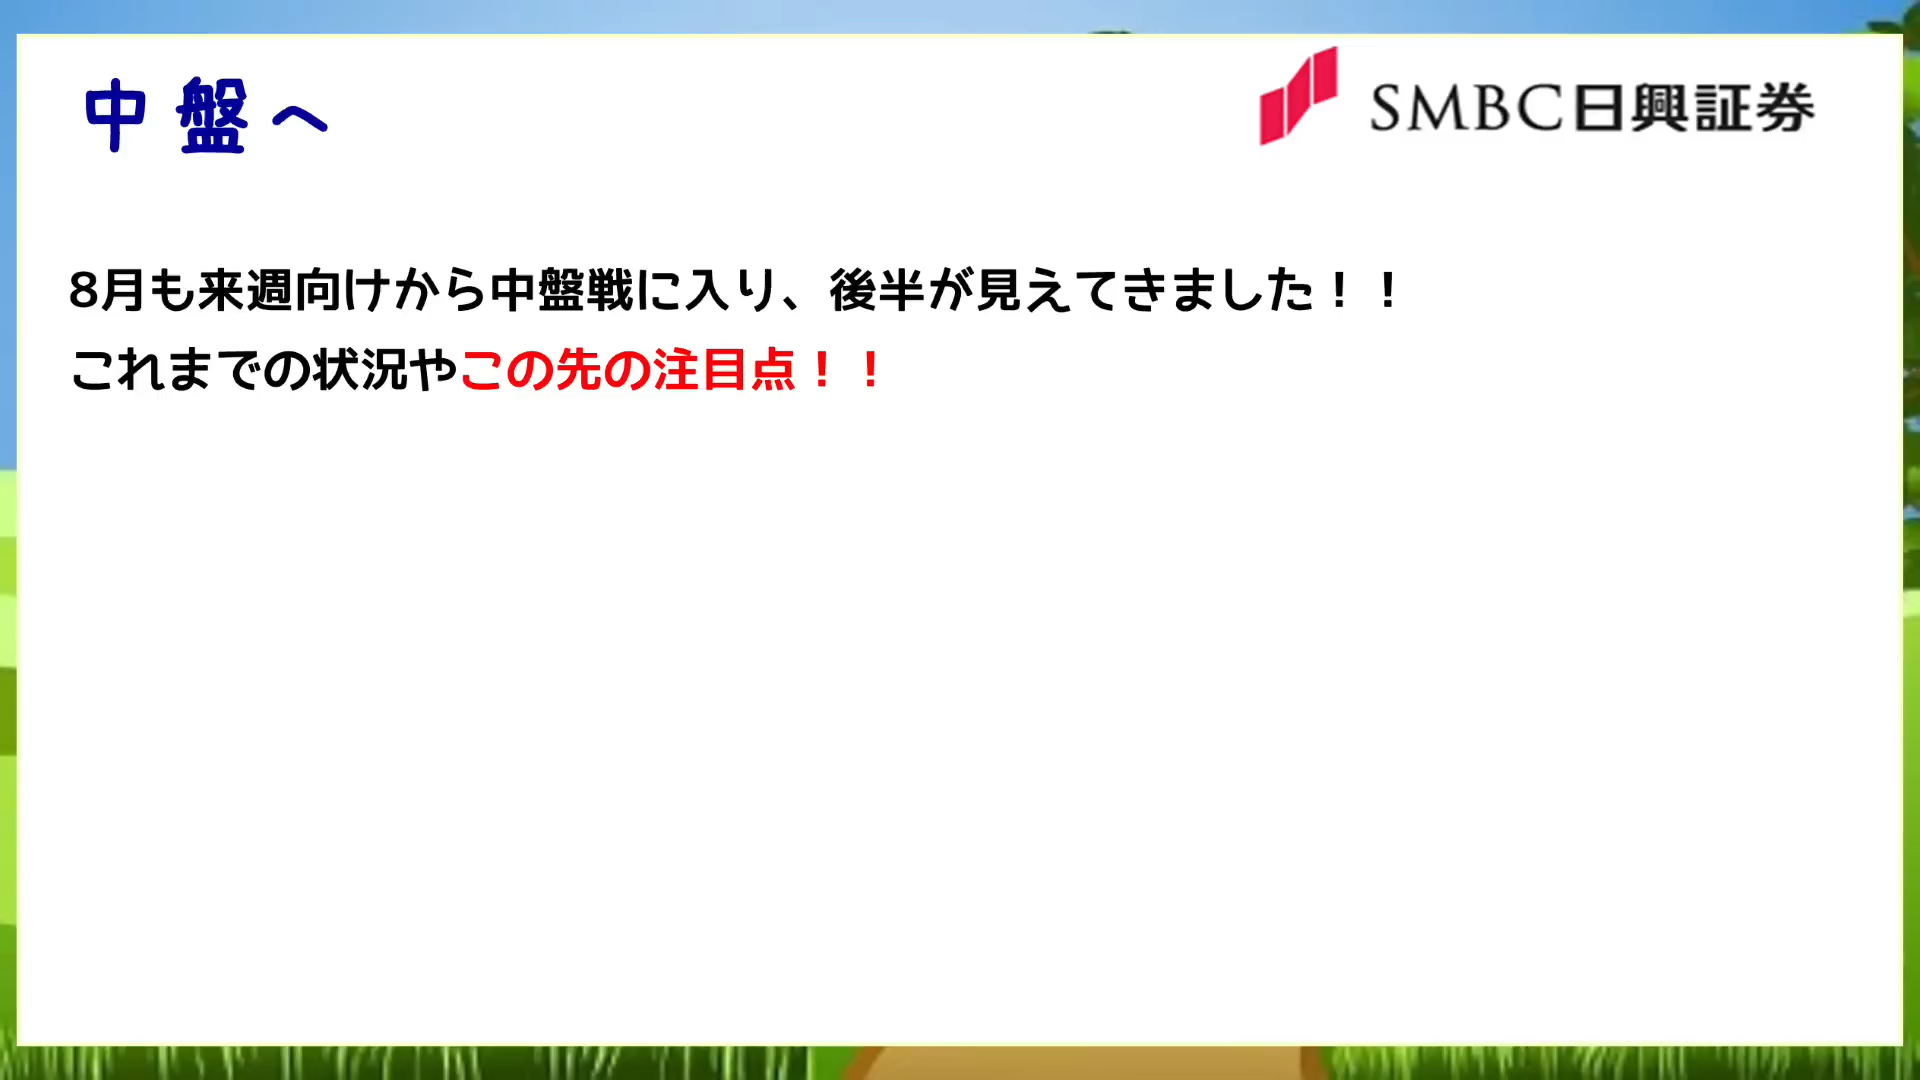 中盤へ
SMBC日興証券
8月も来週向けから中盤戦に入り、後半が見えてきました！！
これまでの状況やこの先の注目点！！